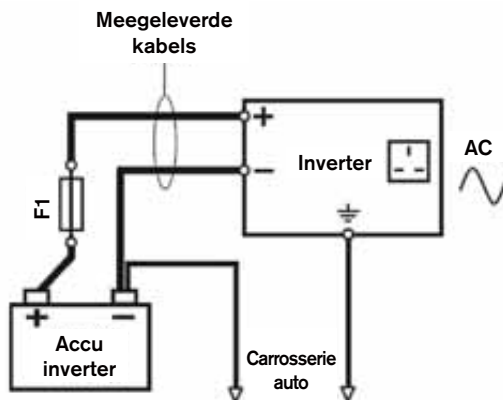 Meegeleverde
kabels
+
−
Inverter
AC
F1
+ −
Accu
inverter
Carrosserie
auto